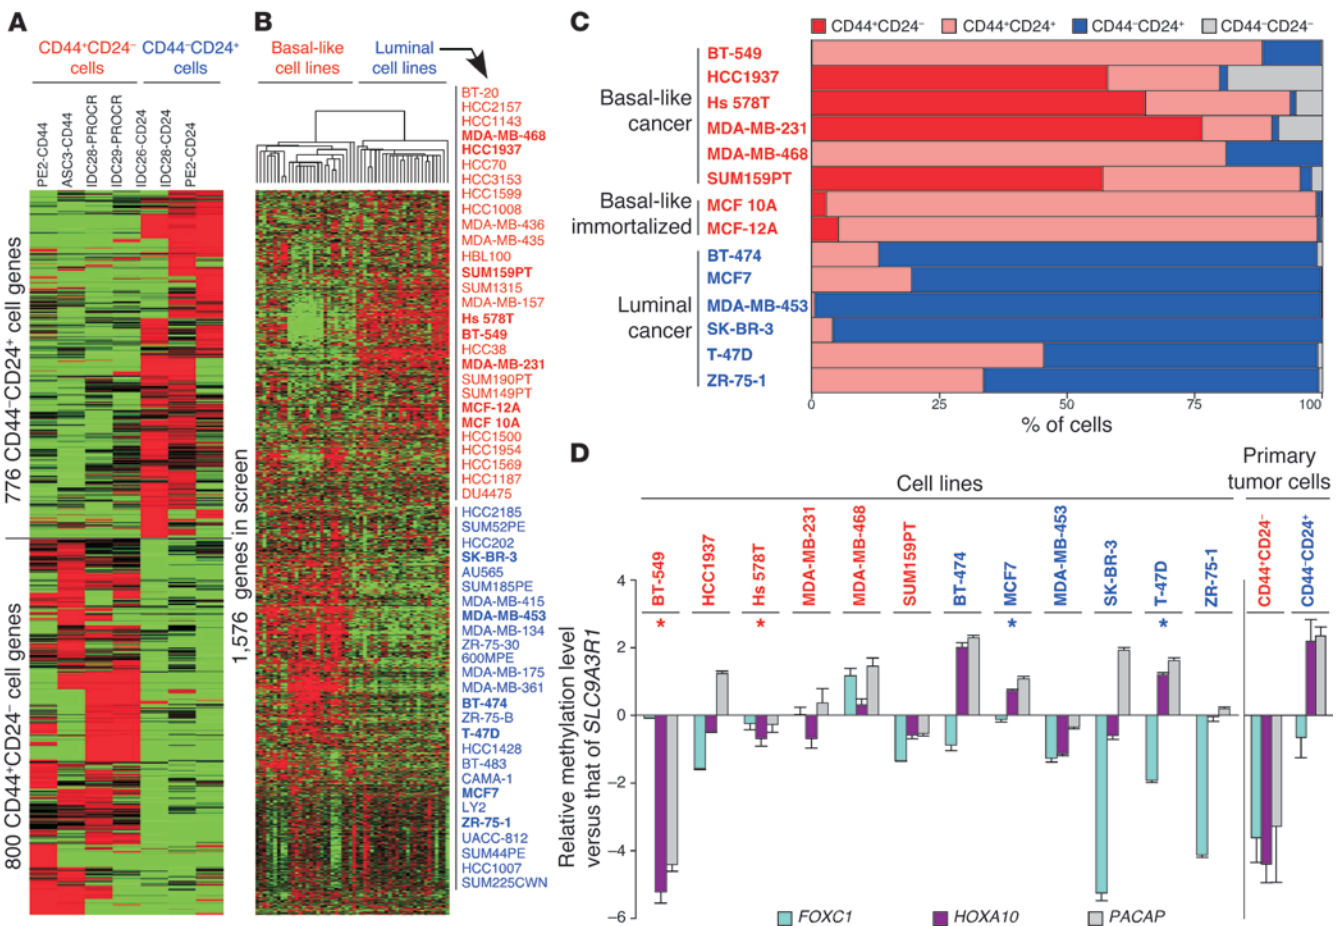 A
CD44+CD24−
cells
CD44−CD24+
cells
PE2-CD44
ASC3-CD44
IDC28-PROCR
IDC29-PROCR
IDC26-CD24
IDC28-CD24
PE2-CD24
776 CD44−CD24+ cell genes
800 CD44+CD24− cell genes
B
Basal-like
cell lines
Luminal
cell lines
1,576 genes in screen
BT-20
HCC2157
HCC1143
MDA-MB-468
HCC1937
HCC70
HCC3153
HCC1599
HCC1008
MDA-MB-436
MDA-MB-435
HBL100
SUM159PT
SUM1315
MDA-MB-157
Hs 578T
BT-549
HCC38
MDA-MB-231
SUM190PT
SUM149PT
MCF-12A
MCF 10A
HCC1500
HCC1954
HCC1569
HCC1187
DU4475
HCC2185
SUM52PE
HCC202
SK-BR-3
AU565
SUM185PE
MDA-MB-415
MDA-MB-453
MDA-MB-134
ZR-75-30
600MPE
MDA-MB-175
MDA-MB-361
BT-474
ZR-75-B
T-47D
HCC1428
BT-483
CAMA-1
MCF7
LY2
ZR-75-1
UACC-812
SUM44PE
HCC1007
SUM225CWN
C
CD44+CD24−
CD44+CD24+
CD44−CD24+
CD44−CD24−
Basal-like
cancer
BT-549
HCC1937
Hs 578T
MDA-MB-231
MDA-MB-468
SUM159PT
Basal-like
immortalized
MCF 10A
MCF-12A
Luminal
cancer
BT-474
MCF7
MDA-MB-453
SK-BR-3
T-47D
ZR-75-1
0 25 50 75 100
% of cells
D
Cell lines
Primary
tumor cells
BT-549
HCC1937
Hs 578T
MDA-MB-231
MDA-MB-468
SUM159PT
BT-474
MCF7
MDA-MB-453
SK-BR-3
T-47D
ZR-75-1
CD44+CD24−
CD44−CD24+
* * * *
Relative methylation level
versus that of SLC9A3R1
4
2
0
−2
−4
−6
FOXC1
HOXA10
PACAP